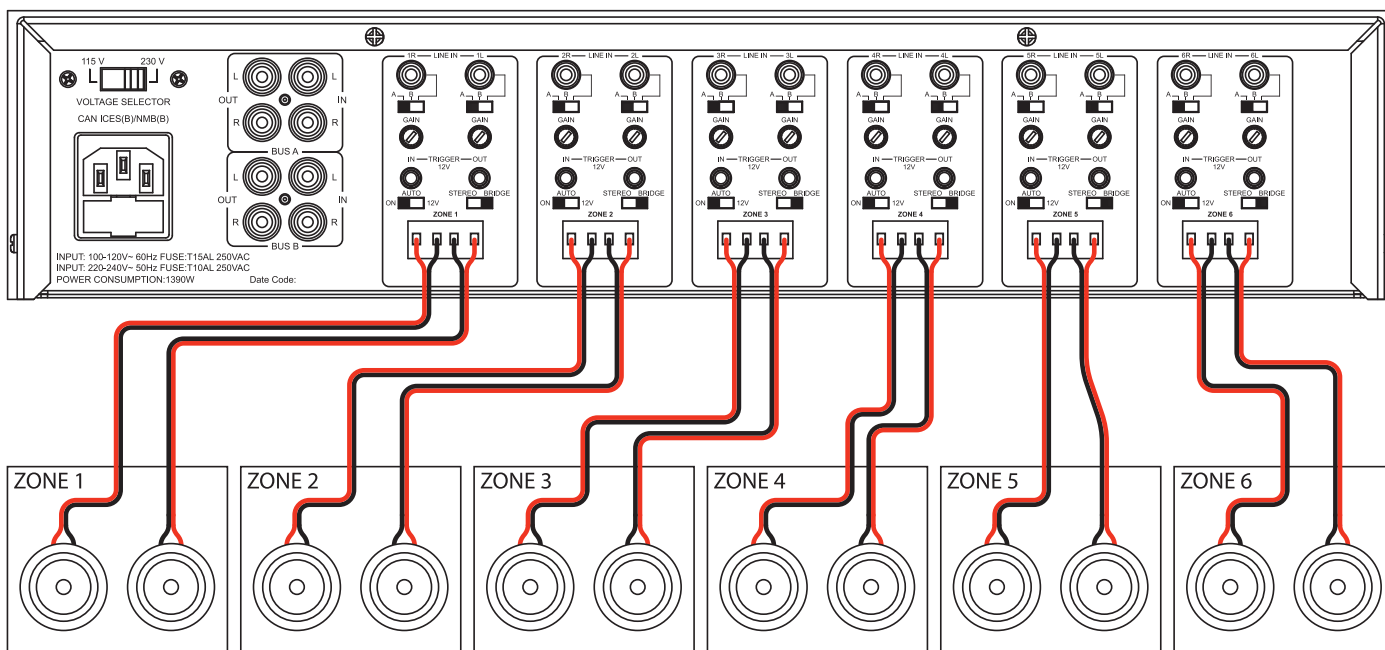 115 V 230 V
VOLTAGE SELECTOR
CAN ICES(B)/NMB(B)
L L
OUT IN
R R
BUS A
L L
OUT IN
R R
BUS B
INPUT: 100-120V~ 60Hz FUSE:T15AL 250VAC
INPUT: 220-240V~ 50Hz FUSE:T10AL 250VAC
POWER CONSUMPTION:1390W Date Code:
1R LINE IN 1L
A B A B
GAIN GAIN
IN TRIGGER OUT
12V
AUTO STEREO BRIDGE
ON 12V
ZONE 1
2R LINE IN 2L
A B A B
GAIN GAIN
IN TRIGGER OUT
12V
AUTO STEREO BRIDGE
ON 12V
ZONE 2
3R LINE IN 3L
A B A B
GAIN GAIN
IN TRIGGER OUT
12V
AUTO STEREO BRIDGE
ON 12V
ZONE 3
4R LINE IN 4L
A B A B
GAIN GAIN
IN TRIGGER OUT
12V
AUTO STEREO BRIDGE
ON 12V
ZONE 4
5R LINE IN 5L
A B A B
GAIN GAIN
IN TRIGGER OUT
12V
AUTO STEREO BRIDGE
ON 12V
ZONE 5
6R LINE IN 6L
A B A B
GAIN GAIN
IN TRIGGER OUT
12V
AUTO STEREO BRIDGE
ON 12V
ZONE 6
ZONE 1
ZONE 2
ZONE 3
ZONE 4
ZONE 5
ZONE 6